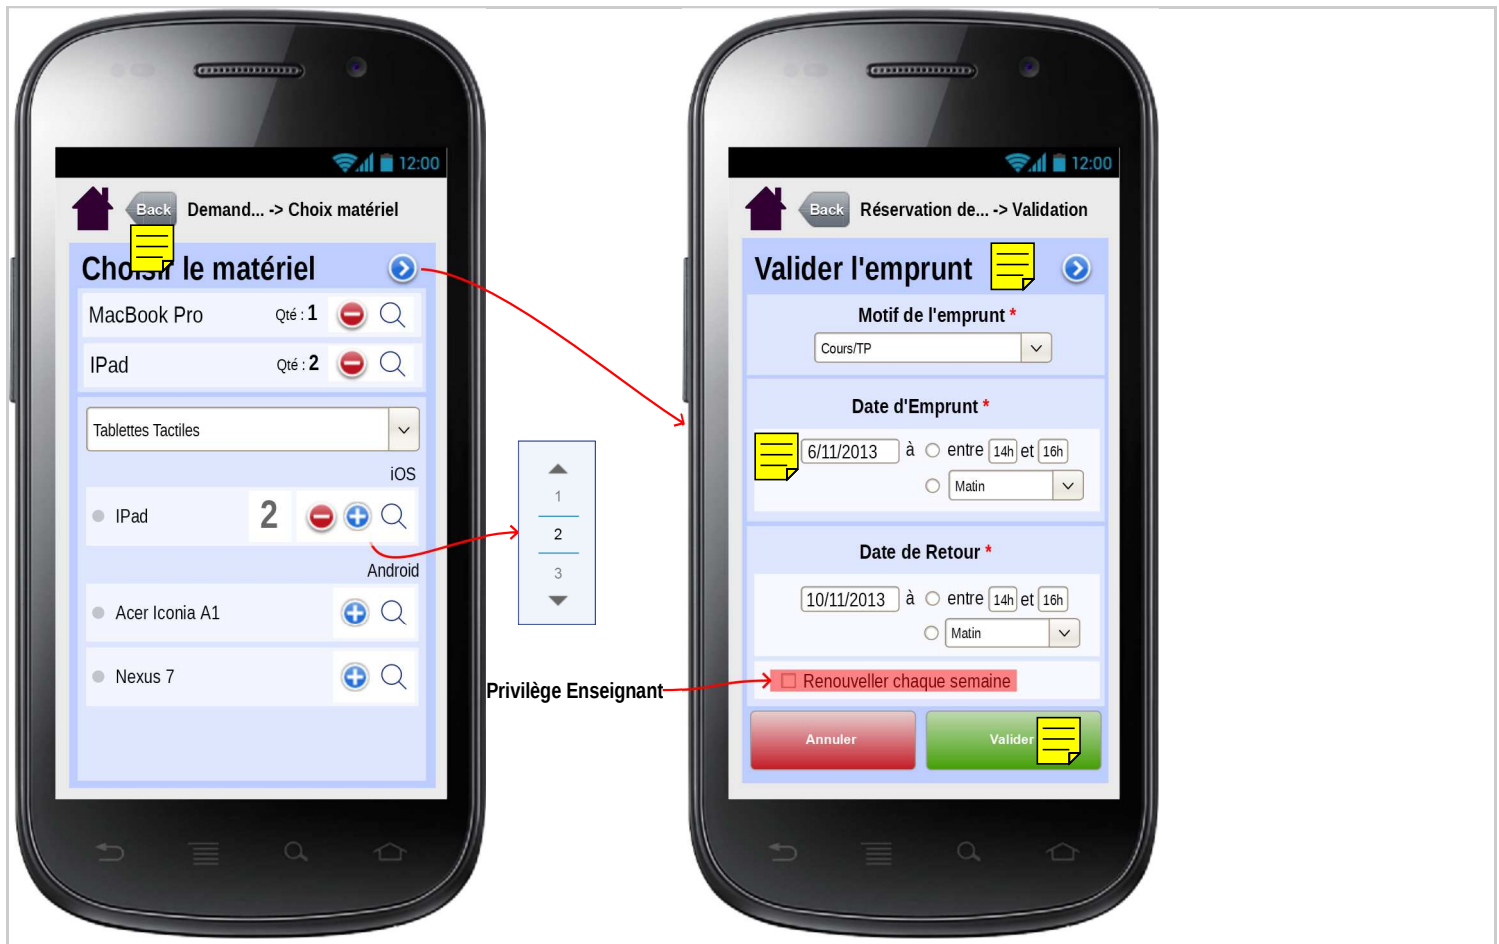 12:00
Back
Demand... -> Choix matériel
Choisir le matériel
MacBook Pro Qté : 1
IPad Qté : 2
Tablettes Tactiles
iOS
IPad 2
Android
Acer Iconia A1
Nexus 7
1
2
3
Privilège Enseignant
12:00
Back
Réservation de... -> Validation
Valider l'emprunt
Motif de l'emprunt *
Cours/TP
Date d'Emprunt *
6/11/2013 à entre 14h et 16h
Matin
Date de Retour *
10/11/2013 à entre 14h et 16h
Matin
Renouveller chaque semaine
Annuler
Valider